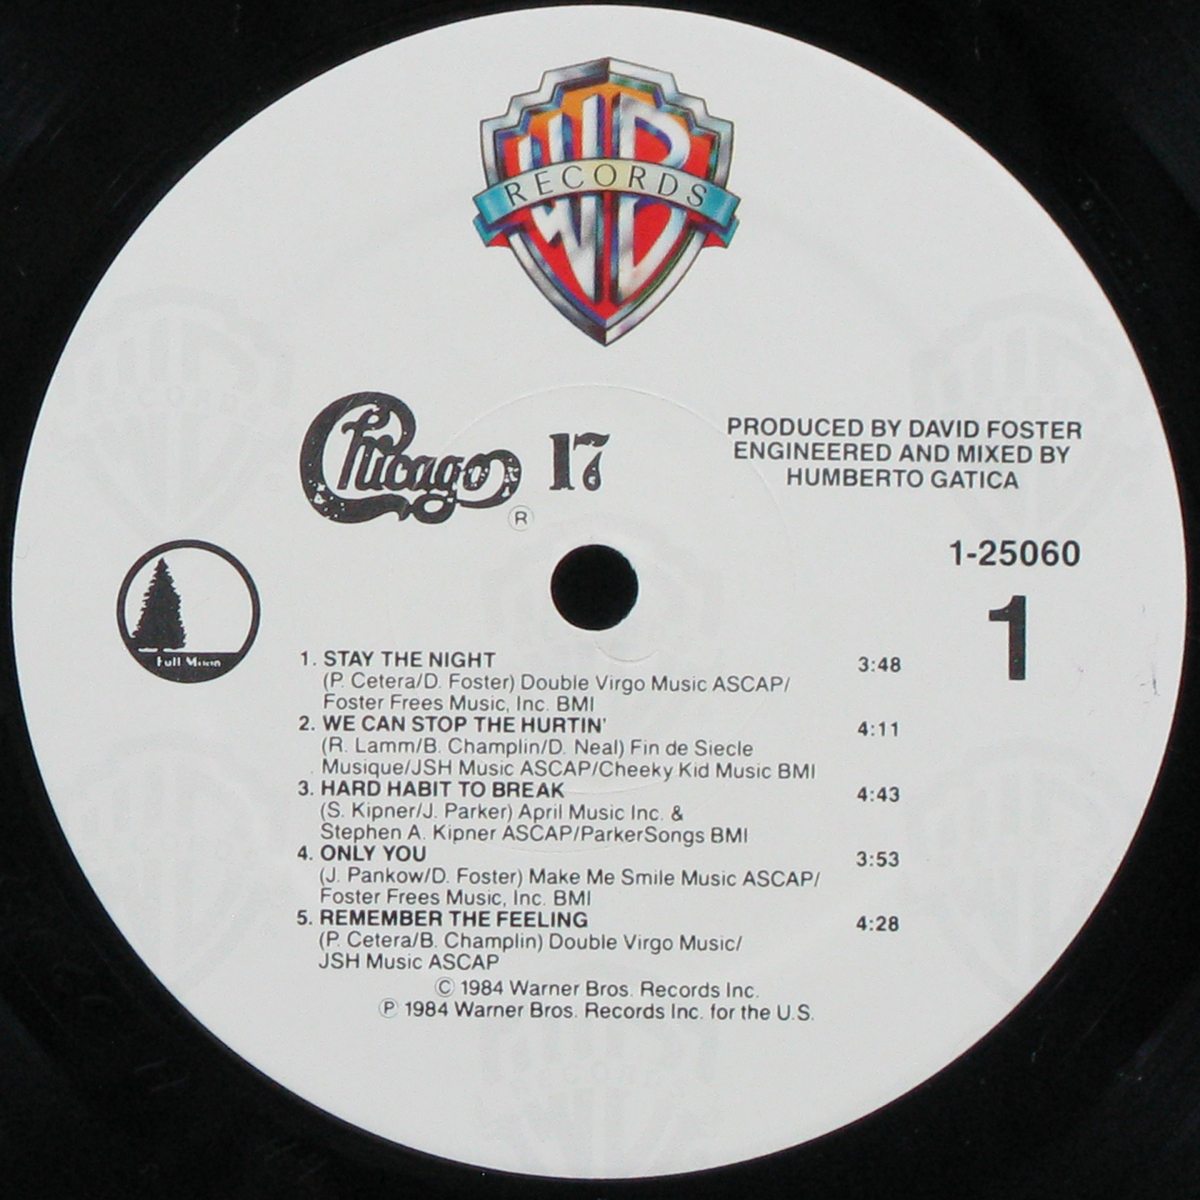 WB
RECORDS
Chicago 17
®
PRODUCED BY DAVID FOSTER
ENGINEERED AND MIXED BY
HUMBERTO GATICA
1-25060
1
Full Moon
1. STAY THE NIGHT 3:48
(P. Cetera/D. Foster) Double Virgo Music ASCAP/
Foster Frees Music, Inc. BMI
2. WE CAN STOP THE HURTIN' 4:11
(R. Lamm/B. Champlin/D. Neal) Fin de Siecle
Musique/JSH Music ASCAP/Cheeky Kid Music BMI
3. HARD HABIT TO BREAK 4:43
(S. Kipner/J. Parker) April Music Inc. &
Stephen A. Kipner ASCAP/ParkerSongs BMI
4. ONLY YOU 3:53
(J. Pankow/D. Foster) Make Me Smile Music ASCAP/
Foster Frees Music, Inc. BMI
5. REMEMBER THE FEELING 4:28
(P. Cetera/B. Champlin) Double Virgo Music/
JSH Music ASCAP
© 1984 Warner Bros. Records Inc.
℗ 1984 Warner Bros. Records Inc. for the U.S.